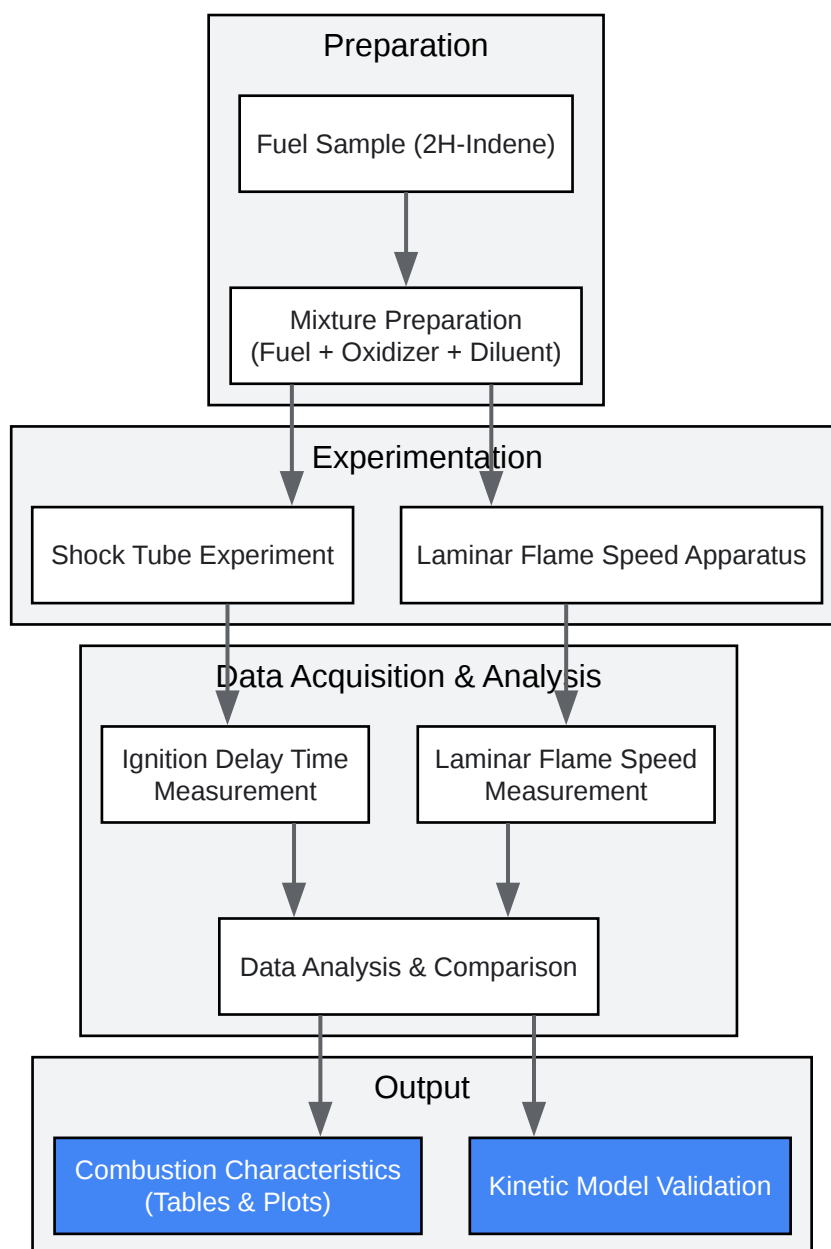 Preparation
Fuel Sample (2H-Indene)
Mixture Preparation
(Fuel + Oxidizer + Diluent)
Experimentation
Shock Tube Experiment
Laminar Flame Speed Apparatus
Data Acquisition & Analysis
Ignition Delay Time
Measurement
Laminar Flame Speed
Measurement
Data Analysis & Comparison
Output
Combustion Characteristics
(Tables & Plots)
Kinetic Model Validation